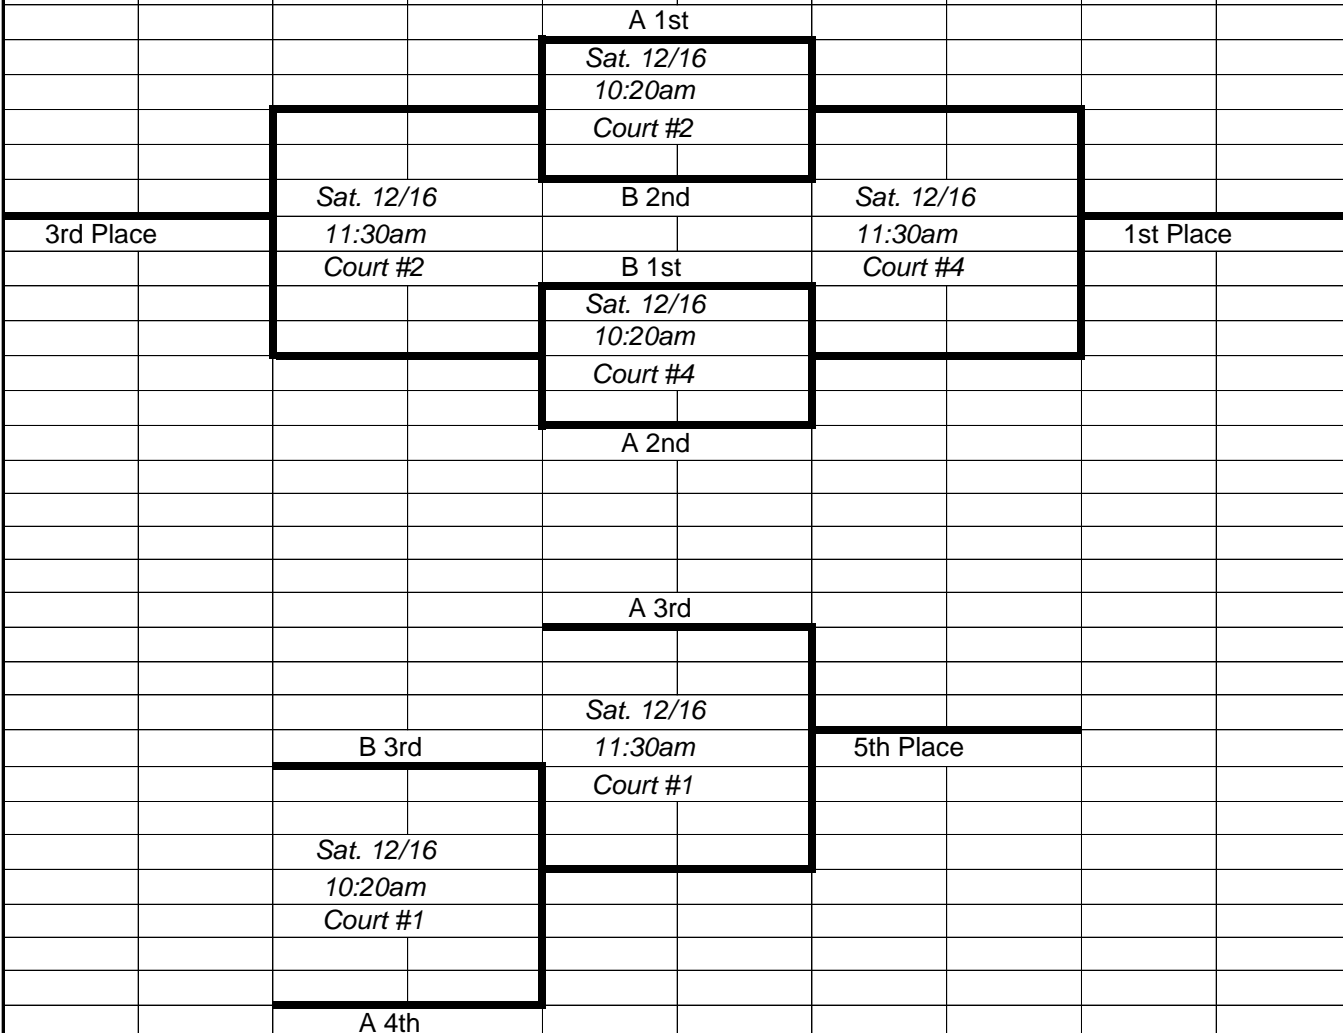 A 1st
Sat. 12/16
10:20am
Court #2
Sat. 12/16
B 2nd
Sat. 12/16
3rd Place
11:30am
11:30am
1st Place
Court #2
B 1st
Court #4
Sat. 12/16
10:20am
Court #4
A 2nd
A 3rd
Sat. 12/16
B 3rd
11:30am
5th Place
Court #1
Sat. 12/16
10:20am
Court #1
A 4th